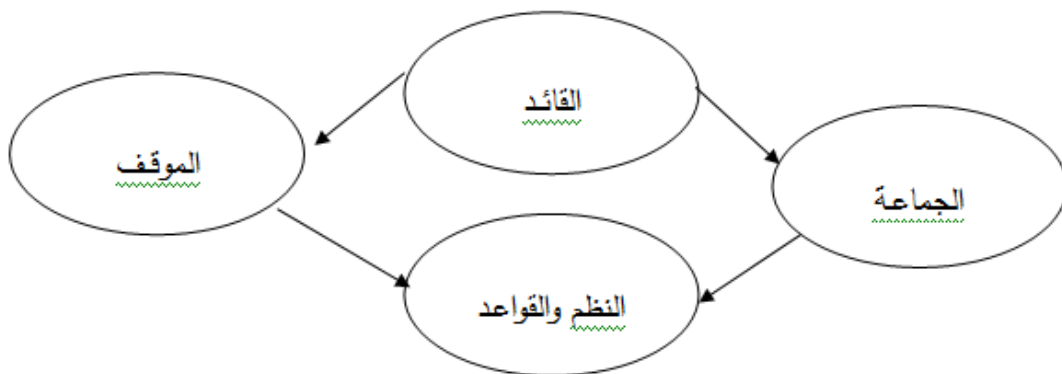 القائد
الجماعة
الموقف
النظم والقواعد